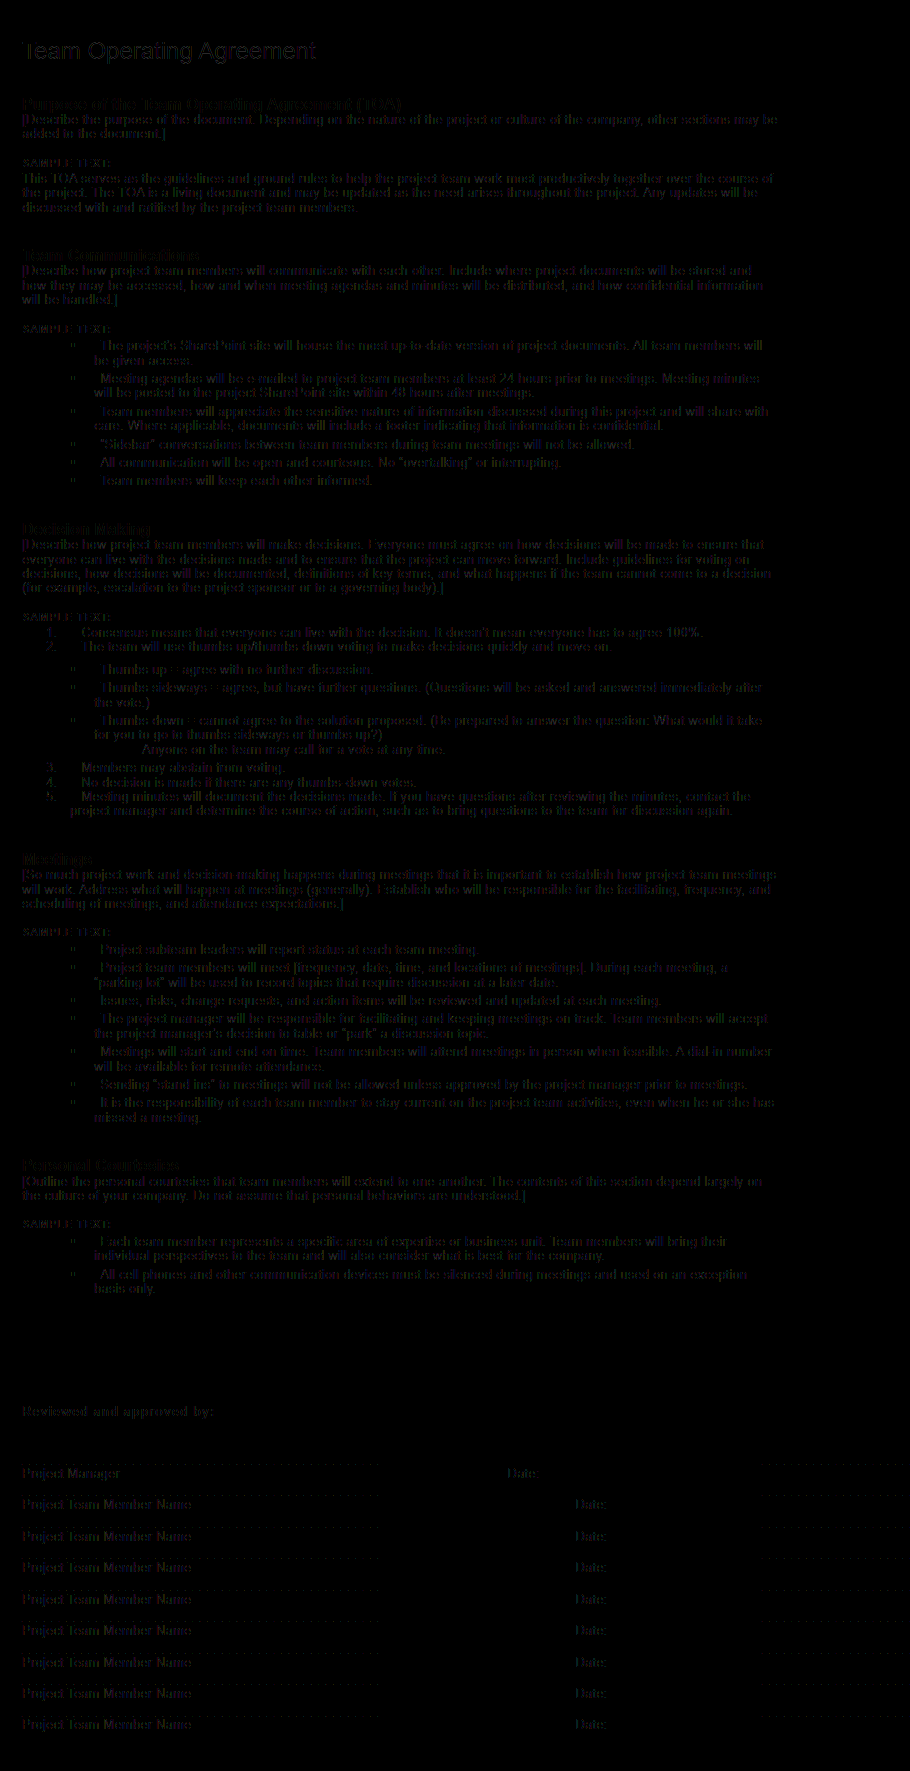 Team Operating Agreement
Purpose of the Team Operating Agreement (TOA)
[Describe the purpose of the document. Depending on the nature of the project or culture of the company, other sections may be
added to the document.]
SAMPLE TEXT:
This TOA serves as the guidelines and ground rules to help the project team work most productively together over the course of
the project. The TOA is a living document and may be updated as the need arises throughout the project. Any updates will be
discussed with and ratified by the project team members.
Team Communications
[Describe how project team members will communicate with each other. Include where project documents will be stored and
how they may be accessed, how and when meeting agendas and minutes will be distributed, and how confidential information
will be handled.]
SAMPLE TEXT:
The project's SharePoint site will house the most up-to-date version of project documents. All team members will
be given access.
Meeting agendas will be e-mailed to project team members at least 24 hours prior to meetings. Meeting minutes
will be posted to the project SharePoint site within 48 hours after meetings.
Team members will appreciate the sensitive nature of information discussed during this project and will share with
care. Where applicable, documents will include a footer indicating that information is confidential.
"Sidebar" conversations between team members during team meetings will not be allowed.
All communication will be open and courteous. No "overtalking" or interrupting.
Team members will keep each other informed.
Decision Making
[Describe how project team members will make decisions. Everyone must agree on how decisions will be made to ensure that
everyone can live with the decisions made and to ensure that the project can move forward. Include guidelines for voting on
decisions, how decisions will be documented, definitions of key terms, and what happens if the team cannot come to a decision
(for example, escalation to the project sponsor or to a governing body).]
SAMPLE TEXT:
1. Consensus means that everyone can live with the decision. It doesn't mean everyone has to agree 100%.
2. The team will use thumbs up/thumbs down voting to make decisions quickly and move on.
Thumbs up = agree with no further discussion.
Thumbs sideways = agree, but have further questions. (Questions will be asked and answered immediately after
the vote.)
Thumbs down = cannot agree to the solution proposed. (Be prepared to answer the question: What would it take
for you to go to thumbs sideways or thumbs up?)
Anyone on the team may call for a vote at any time.
3. Members may abstain from voting.
4. No decision is made if there are any thumbs-down votes.
5. Meeting minutes will document the decisions made. If you have questions after reviewing the minutes, contact the
project manager and determine the course of action, such as to bring questions to the team for discussion again.
Meetings
[So much project work and decision-making happens during meetings that it is important to establish how project team meetings
will work. Address what will happen at meetings (generally). Establish who will be responsible for the facilitating, frequency, and
scheduling of meetings, and attendance expectations.]
SAMPLE TEXT:
Project subteam leaders will report status at each team meeting.
Project team members will meet [frequency, date, time, and locations of meetings]. During each meeting, a
"parking lot" will be used to record topics that require discussion at a later date.
Issues, risks, change requests, and action items will be reviewed and updated at each meeting.
The project manager will be responsible for facilitating and keeping meetings on track. Team members will accept
the project manager's decision to table or "park" a discussion topic.
Meetings will start and end on time. Team members will attend meetings in person when feasible. A dial-in number
will be available for remote attendance.
Sending "stand-ins" to meetings will not be allowed unless approved by the project manager prior to meetings.
It is the responsibility of each team member to stay current on the project team activities, even when he or she has
missed a meeting.
Personal Courtesies
[Outline the personal courtesies that team members will extend to one another. The contents of this section depend largely on
the culture of your company. Do not assume that personal behaviors are understood.]
SAMPLE TEXT:
Each team member represents a specific area of expertise or business unit. Team members will bring their
individual perspectives to the team and will also consider what is best for the company.
All cell phones and other communication devices must be silenced during meetings and used on an exception
basis only.
Reviewed and approved by:
Project Manager Date:
Project Team Member Name Date:
Project Team Member Name Date:
Project Team Member Name Date:
Project Team Member Name Date:
Project Team Member Name Date:
Project Team Member Name Date:
Project Team Member Name Date:
Project Team Member Name Date: